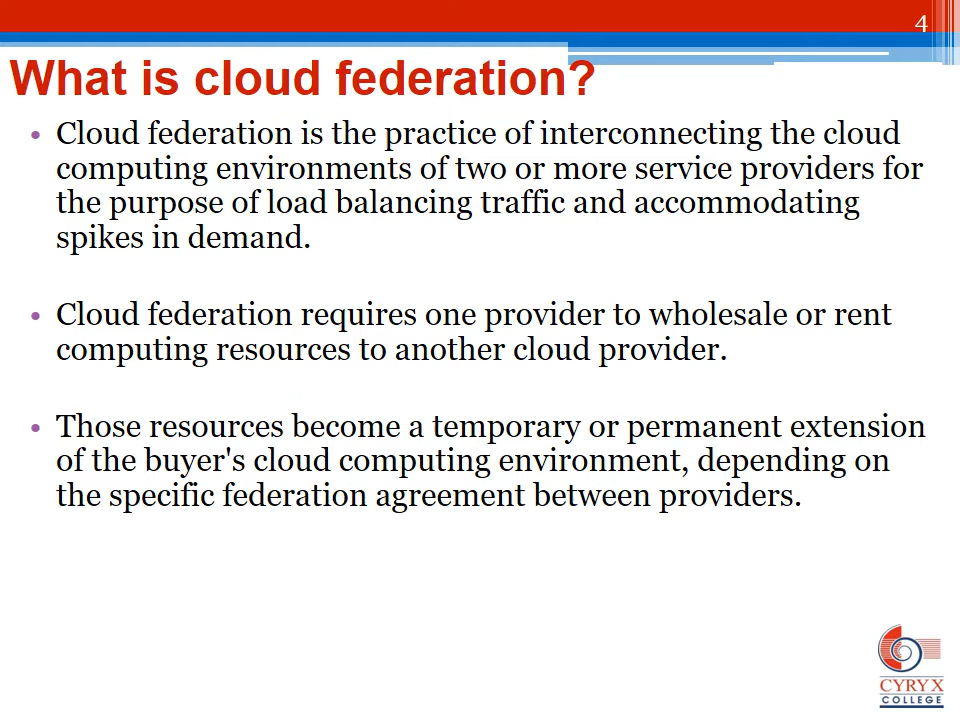 4
What is cloud federation?
• Cloud federation is the practice of interconnecting the cloud
computing environments of two or more service providers for
the purpose of load balancing traffic and accommodating
spikes in demand.
• Cloud federation requires one provider to wholesale or rent
computing resources to another cloud provider.
• Those resources become a temporary or permanent extension
of the buyer's cloud computing environment, depending on
the specific federation agreement between providers.
CYRYX
COLLEGE